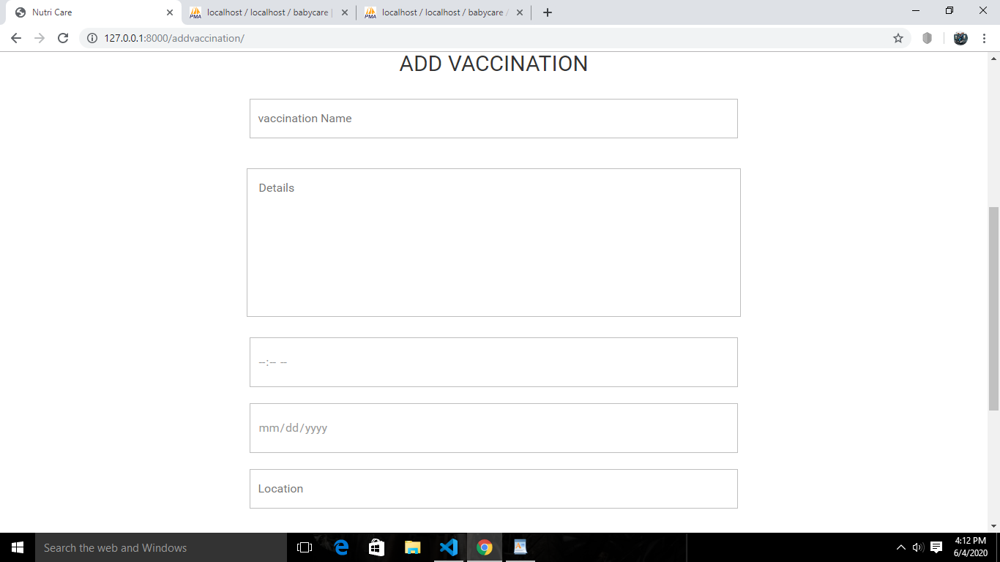 Nutri Care
localhost / localhost / babycare |
localhost / localhost / babycare /
127.0.0.1:8000/addvaccination/
ADD VACCINATION
vaccination Name
Details
--:-- --
mm/dd/yyyy
Location
Search the web and Windows
4:12 PM
6/4/2020